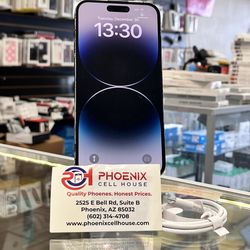 13:30
PHOENIX
CELL HOUSE
Quality Phoenes. Honest Prices.
2525 E Bell Rd, Suite B
Phoenix, AZ 85032
(602) 314-4708
www.phoenixcellhouse.com